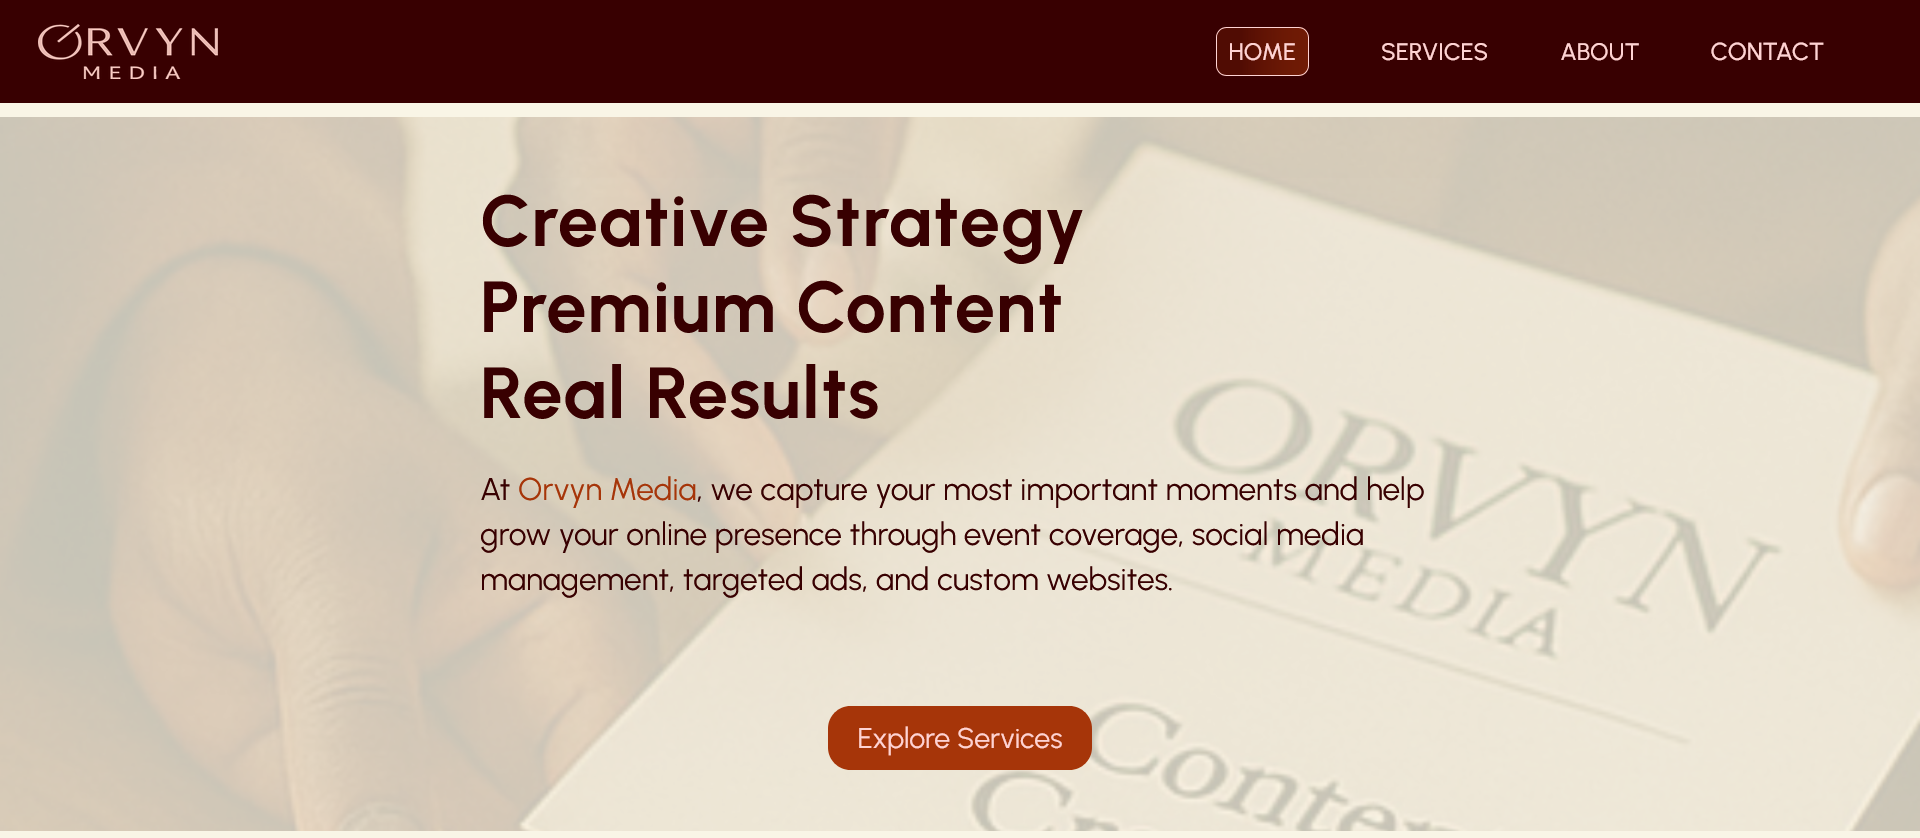 ORVYN
MEDIA
HOME
SERVICES
ABOUT
CONTACT
Creative Strategy
Premium Content
Real Results
At Orvyn Media, we capture your most important moments and help
grow your online presence through event coverage, social media
management, targeted ads, and custom websites.
ORVYN
MEDIA
Explore Services